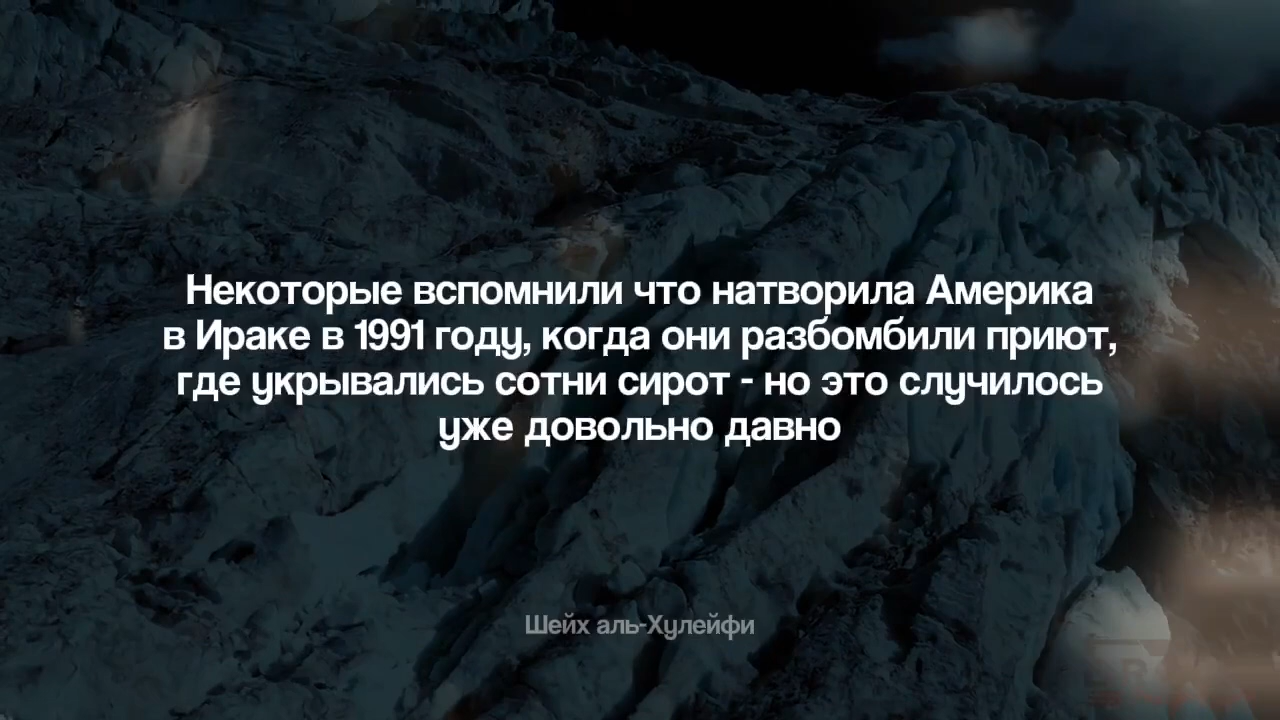 Некоторые вспомнили что натворила Америка
в Ираке в 1991 году, когда они разбомбили приют,
где укрывались сотни сирот - но это случилось
уже довольно давно
Шейх аль-Хулейфи